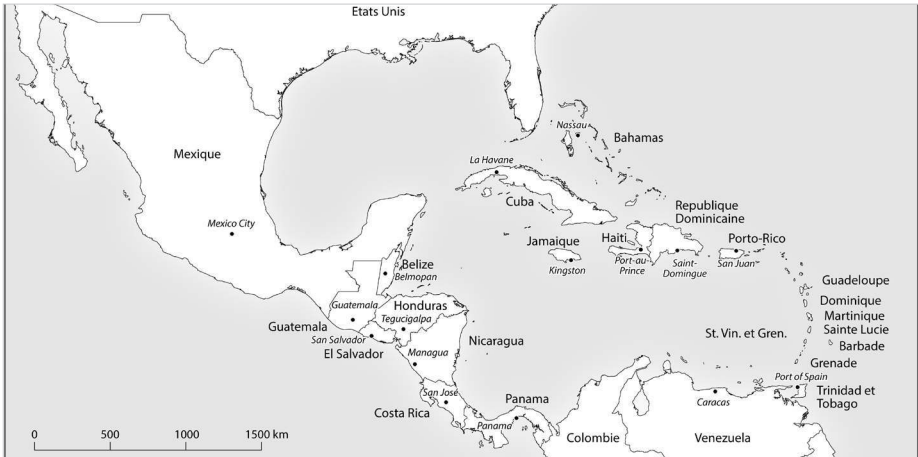 Etats Unis
Nassau
Bahamas
Mexique
La Havane
Cuba
Republique
Dominicaine
Mexico City
Jamaique
Haiti
Porto-Rico
Kingston
Port-au-
Prince
Saint-
Domingue
San Juan
Belize
Belmopan
Guadeloupe
Guatemala
Honduras
Dominique
Tegucigalpa
Martinique
Guatemala
Sainte Lucie
San Salvador
Nicaragua
St. Vin. et Gren.
Barbade
El Salvador
Managua
Grenade
Port of Spain
San José
Trinidad et
Tobago
Panama
Caracas
Costa Rica
Panama
Colombie
Venezuela
0 500 1000 1500 km